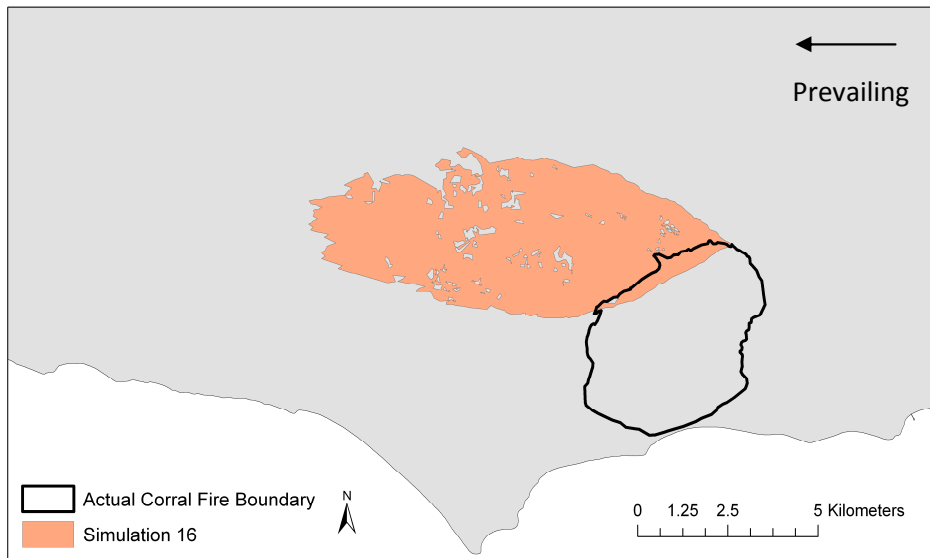 Prevailing
Actual Corral Fire Boundary
Simulation 16
N
0 1.25 2.5 5 Kilometers